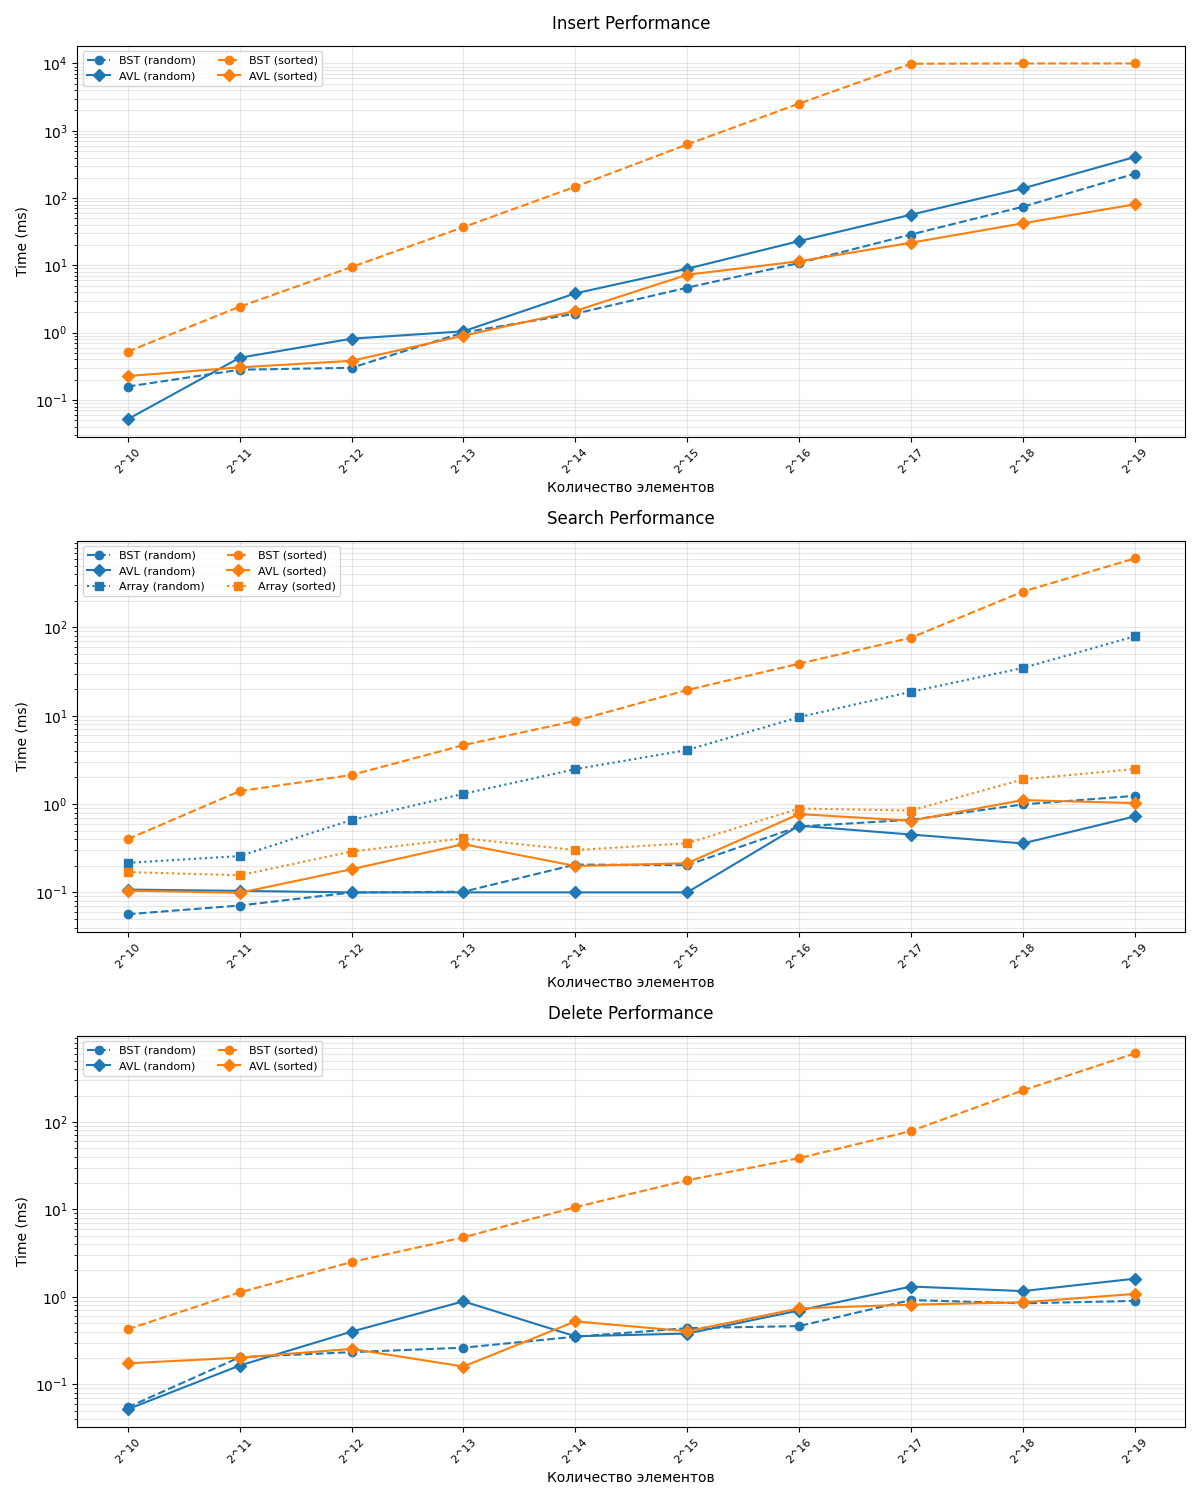 Insert Performance
BST (random) BST (sorted)
AVL (random) AVL (sorted)
10^4
10^3
10^2
10^1
10^0
10^-1
Time (ms)
2^10 2^11 2^12 2^13 2^14 2^15 2^16 2^17 2^18 2^19
Количество элементов
Search Performance
BST (random) BST (sorted)
AVL (random) AVL (sorted)
Array (random) Array (sorted)
10^2
10^1
10^0
10^-1
Time (ms)
2^10 2^11 2^12 2^13 2^14 2^15 2^16 2^17 2^18 2^19
Количество элементов
Delete Performance
BST (random) BST (sorted)
AVL (random) AVL (sorted)
10^2
10^1
10^0
10^-1
Time (ms)
2^10 2^11 2^12 2^13 2^14 2^15 2^16 2^17 2^18 2^19
Количество элементов